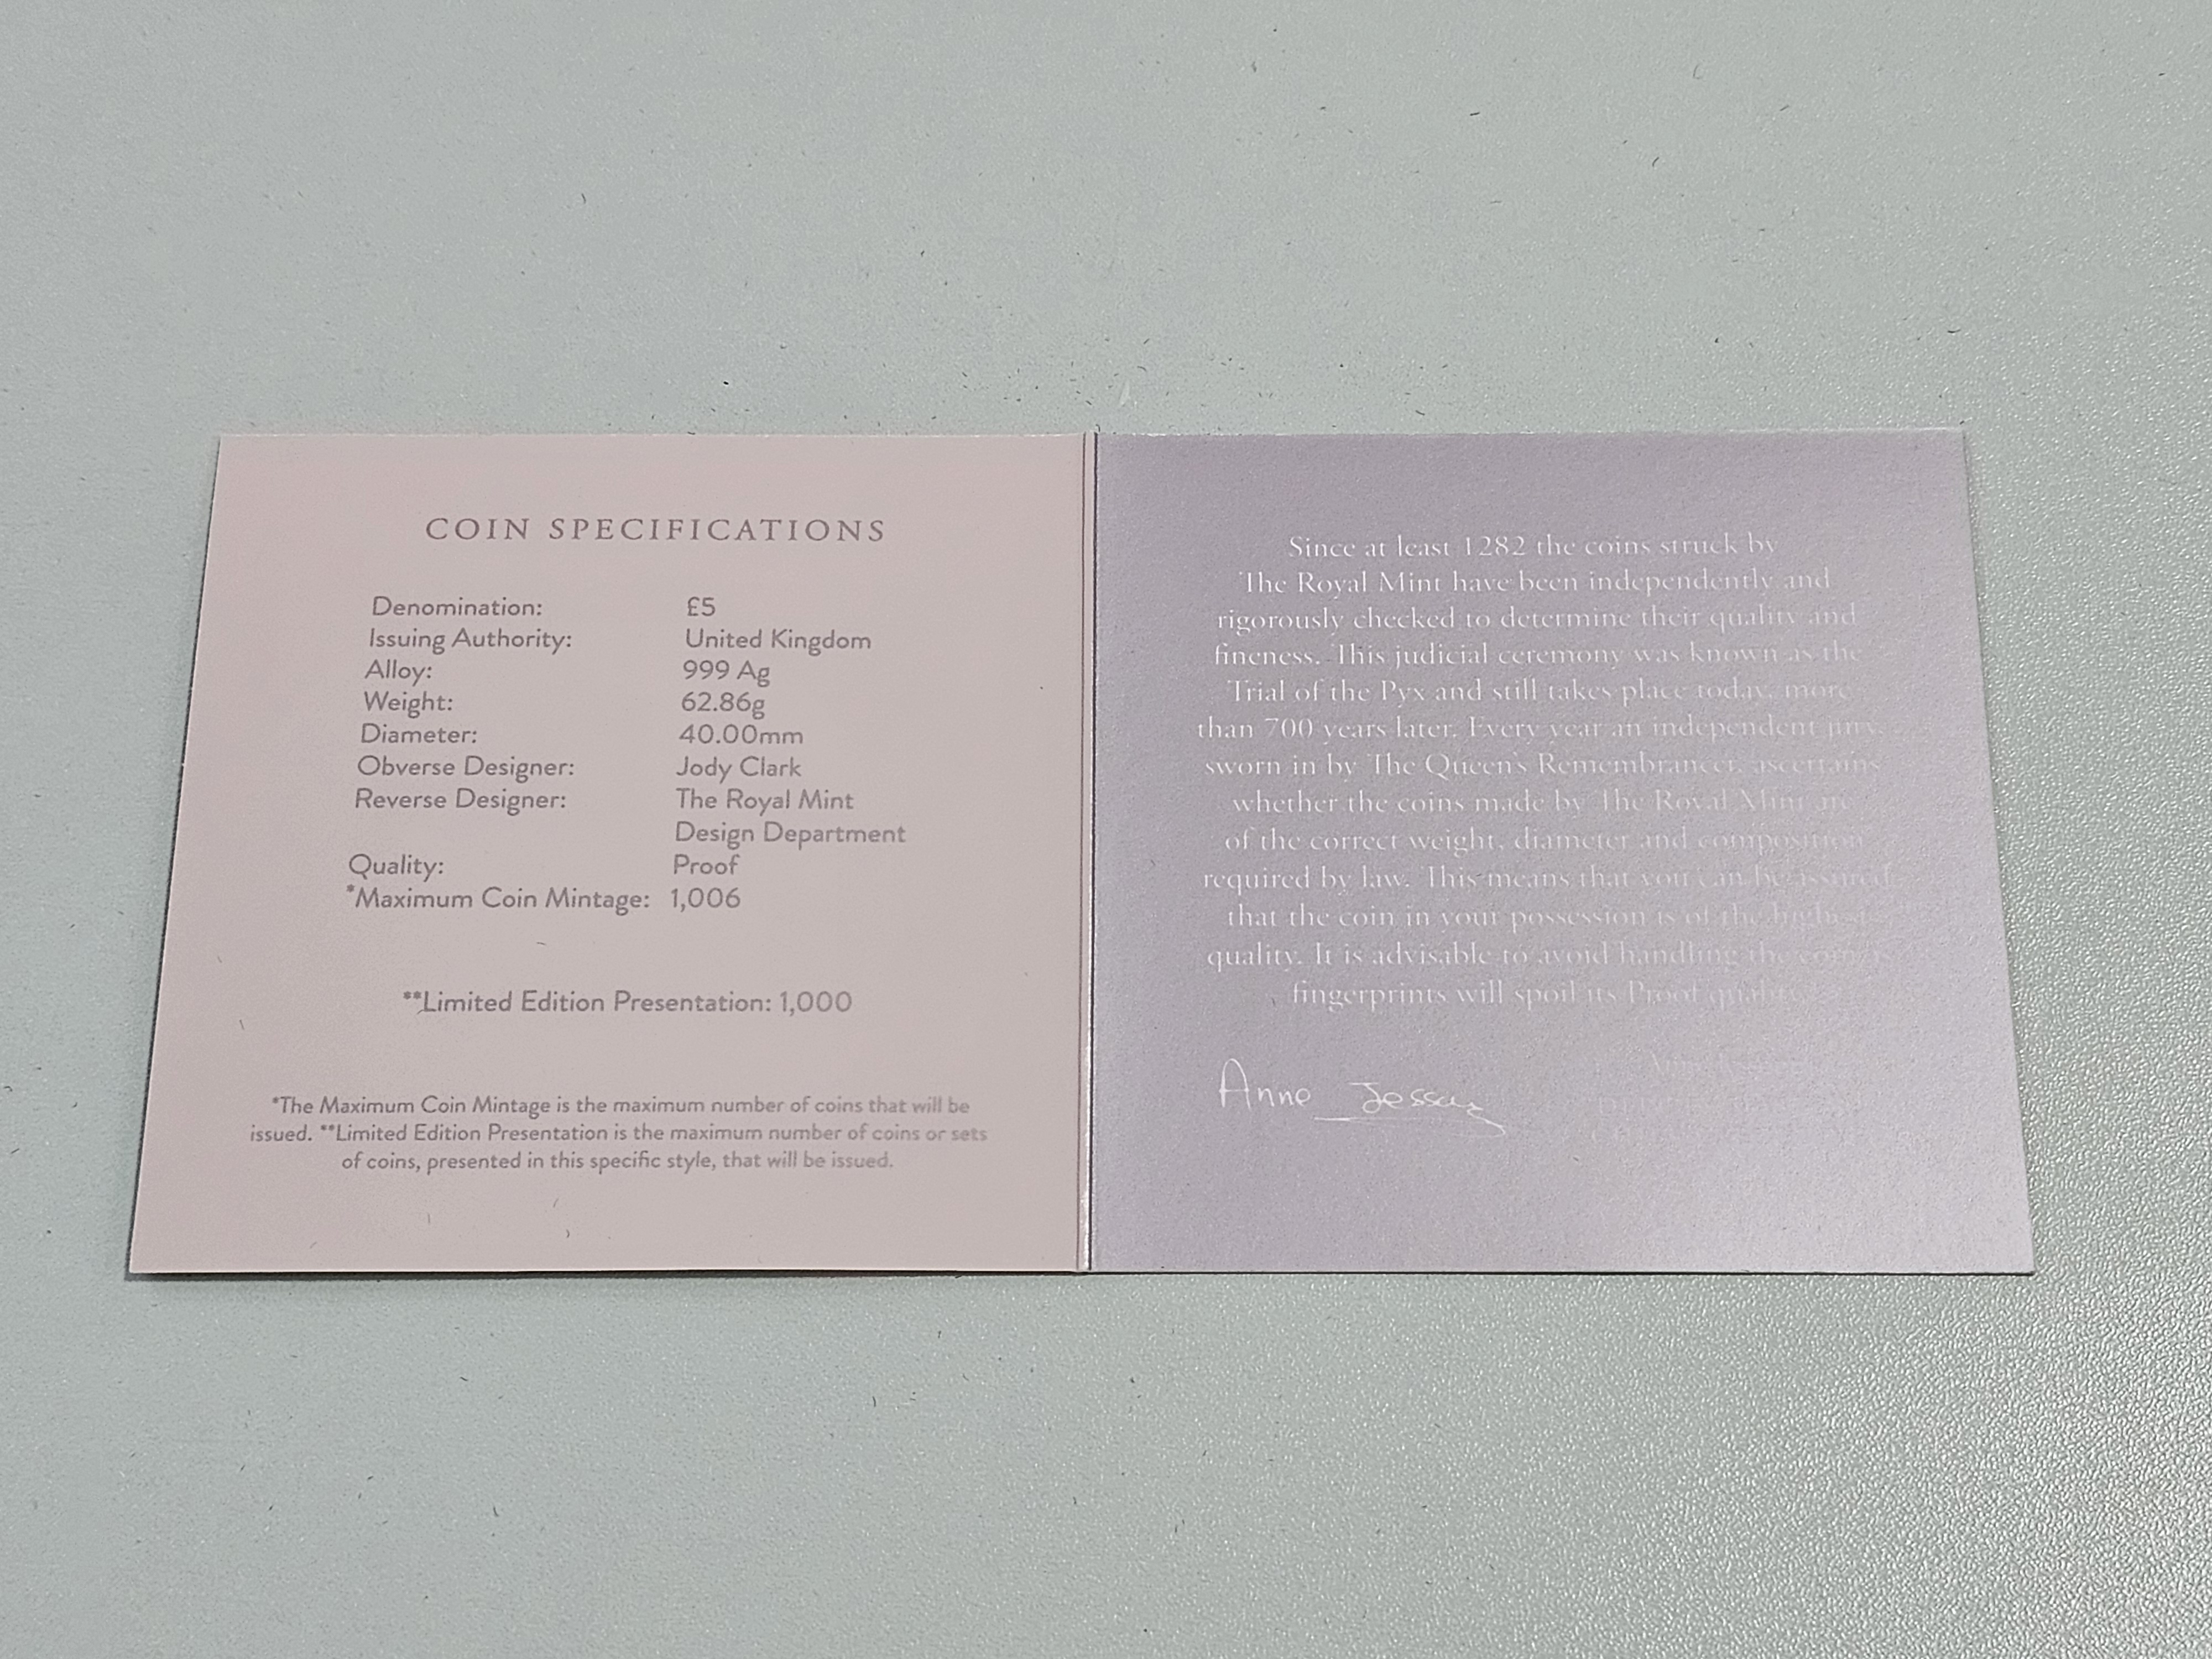 COIN SPECIFICATIONS
Denomination: £5
Issuing Authority: United Kingdom
Alloy: 999 Ag
Weight: 62.86g
Diameter: 40.00mm
Obverse Designer: Jody Clark
Reverse Designer: The Royal Mint
Design Department
Quality: Proof
*Maximum Coin Mintage: 1,006
**Limited Edition Presentation: 1,000
*The Maximum Coin Mintage is the maximum number of coins that will be
issued. **Limited Edition Presentation is the maximum number of coins or sets
of coins, presented in this specific style, that will be issued.
Since at least 1282 the coins struck by
The Royal Mint have been independently and
rigorously checked to determine their quality and
fineness. This judicial ceremony was known as the
Trial of the Pyx and still takes place today, more
than 700 years later. Every year an independent jury,
sworn in by The Queen's Remembrancer, ascertains
whether the coins made by The Royal Mint are
of the correct weight, diameter and composition
required by law. This means that you can be assured
that the coin in your possession is of the highest
quality. It is advisable to avoid handling the coin as
fingerprints will spoil its Proof quality.
Anne Jessopp